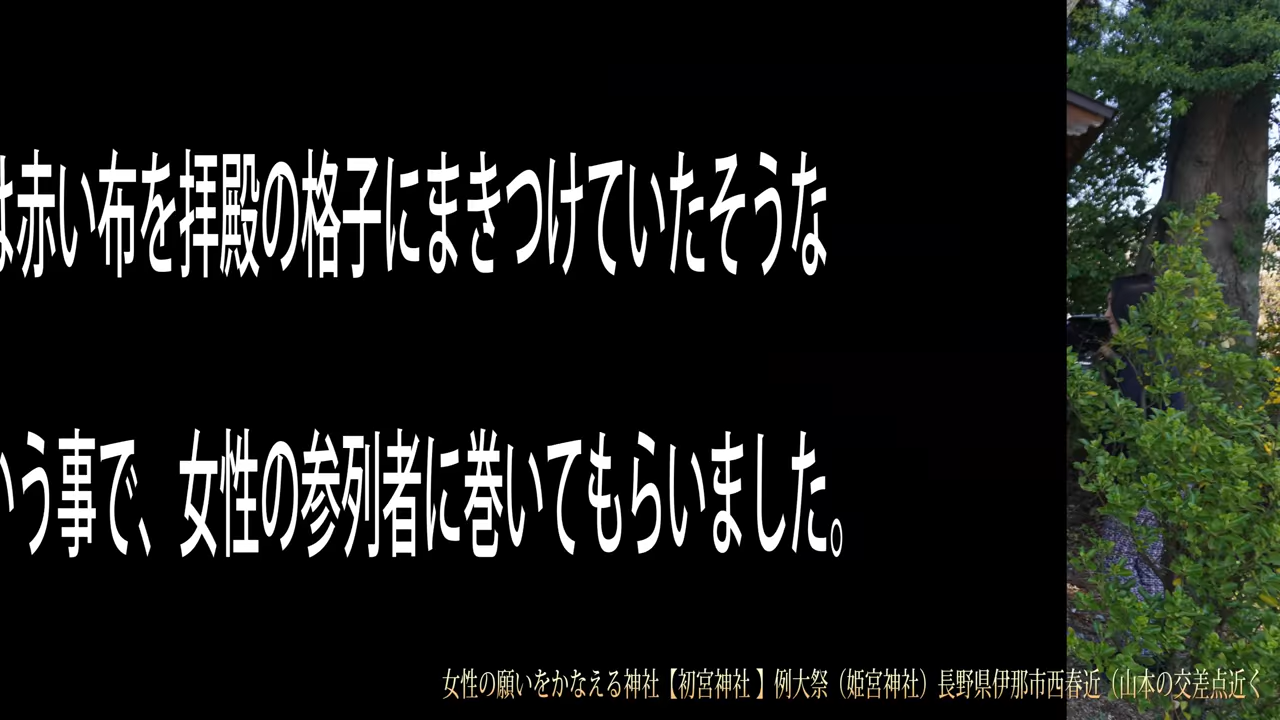 は赤い布を拝殿の格子にまきつけていたそうな
いう事で、女性の参列者に巻いてもらいました。
女性の願いをかなえる神社【初宮神社】例大祭（姫宮神社）長野県伊那市西春近（山本の交差点近く